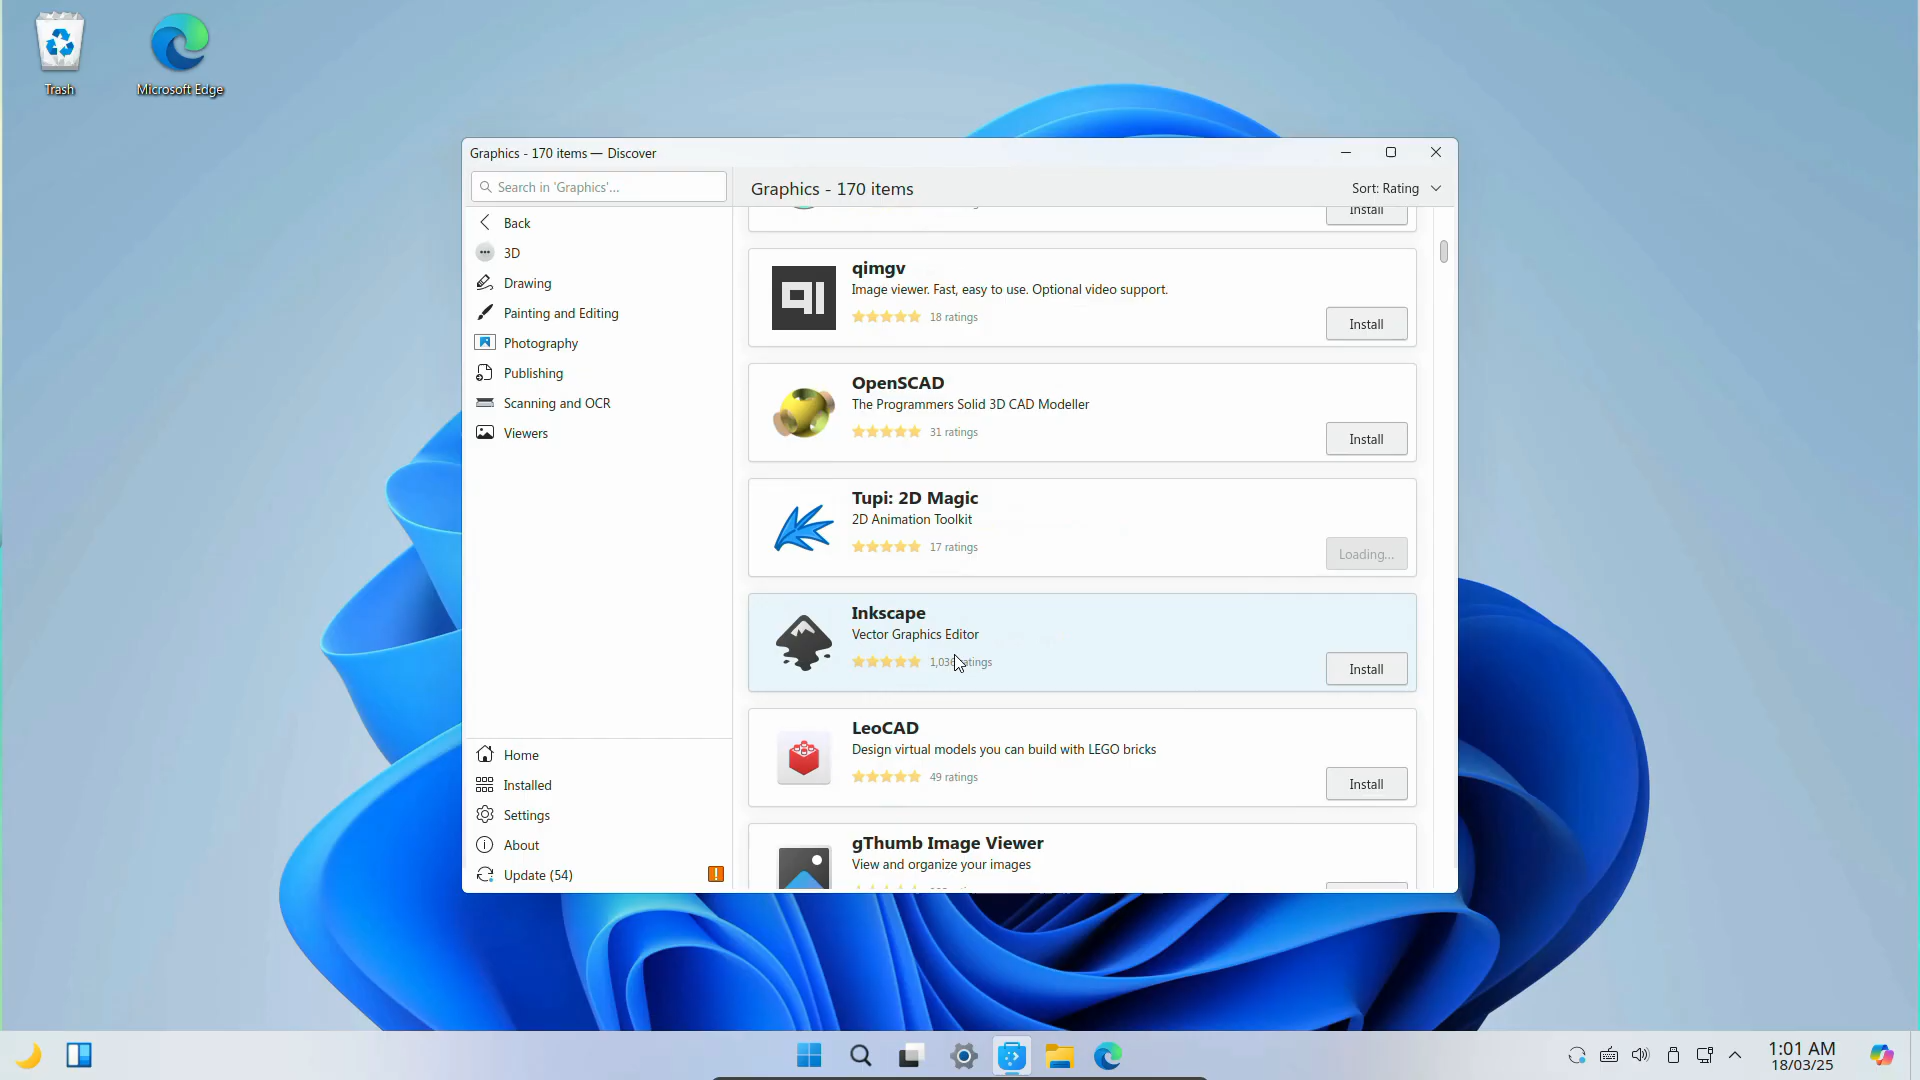 Trash
Microsoft Edge
Graphics - 170 items — Discover
Search in 'Graphics'...
Graphics - 170 items
Sort: Rating
Back
3D
Drawing
Painting and Editing
Photography
Publishing
Scanning and OCR
Viewers
Home
Installed
Settings
About
Update (54)
Install
qimgv
Image viewer. Fast, easy to use. Optional video support.
18 ratings
Install
OpenSCAD
The Programmers Solid 3D CAD Modeller
31 ratings
Install
Tupi: 2D Magic
2D Animation Toolkit
17 ratings
Loading...
Inkscape
Vector Graphics Editor
ratings
Install
LeoCAD
Design virtual models you can build with LEGO bricks
49 ratings
Install
gThumb Image Viewer
View and organize your images
1:01 AM
18/03/25